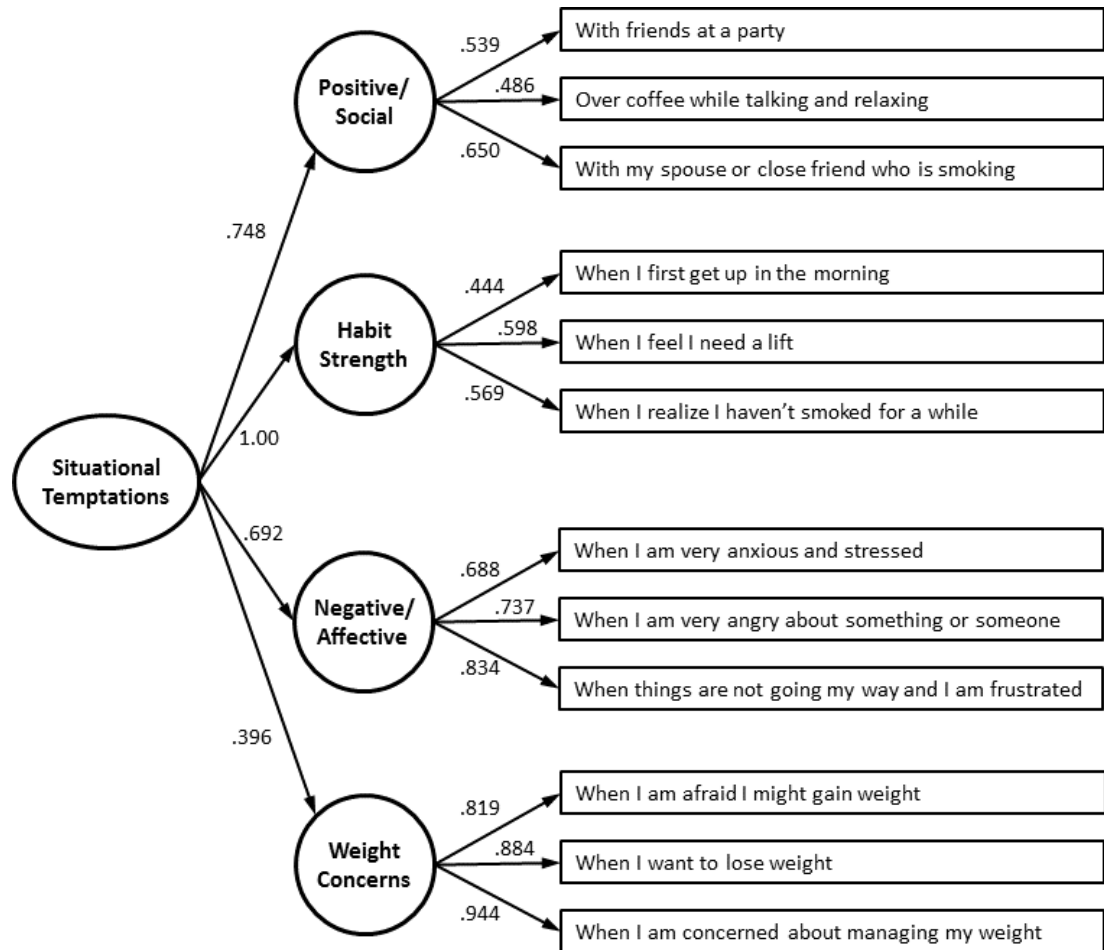 With friends at a party
.539
Positive/
Social
.486
Over coffee while talking and relaxing
.650
With my spouse or close friend who is smoking
.748
When I first get up in the morning
.444
Habit
Strength
.598
When I feel I need a lift
.569
When I realize I haven’t smoked for a while
1.00
Situational
Temptations
.692
When I am very anxious and stressed
.688
Negative/
Affective
.737
When I am very angry about something or someone
.834
When things are not going my way and I am frustrated
.396
When I am afraid I might gain weight
.819
Weight
Concerns
.884
When I want to lose weight
.944
When I am concerned about managing my weight